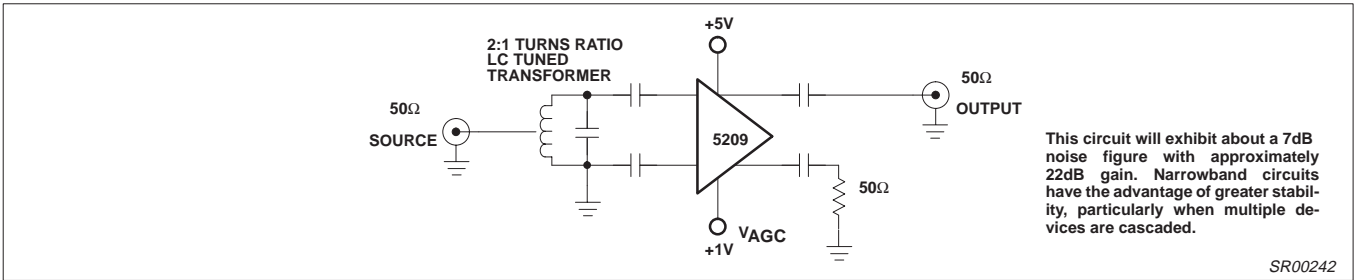 +5V
2:1 TURNS RATIO
LC TUNED
TRANSFORMER
50Ω
OUTPUT
50Ω
SOURCE
5209
50Ω
VAGC
+1V
This circuit will exhibit about a 7dB
noise figure with approximately
22dB gain. Narrowband circuits
have the advantage of greater stabil-
ity, particularly when multiple de-
vices are cascaded.
SR00242